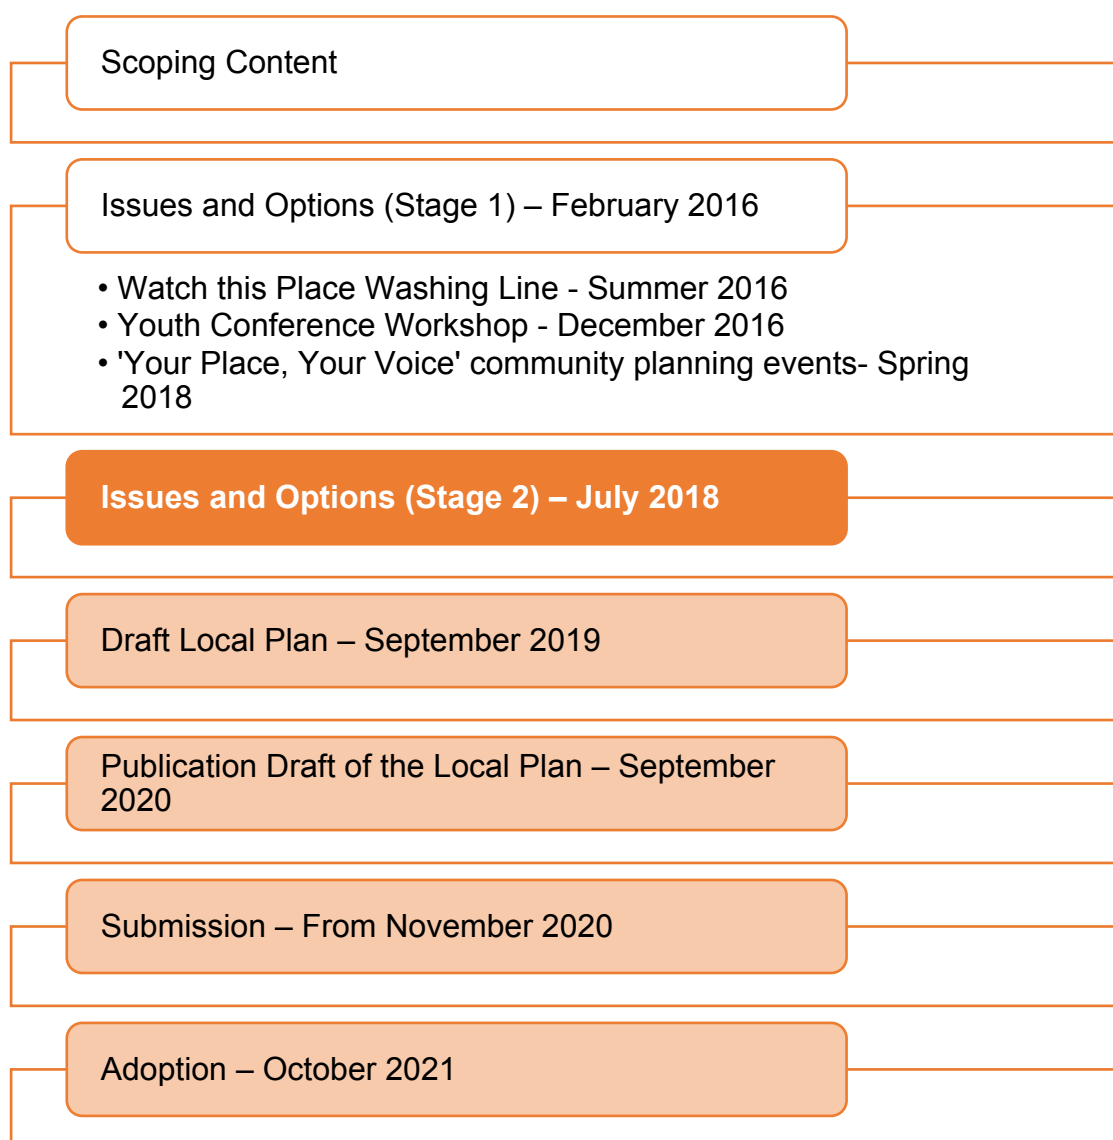 Scoping Content
Issues and Options (Stage 1) – February 2016
• Watch this Place Washing Line - Summer 2016
• Youth Conference Workshop - December 2016
• 'Your Place, Your Voice' community planning events- Spring
2018
Issues and Options (Stage 2) – July 2018
Draft Local Plan – September 2019
Publication Draft of the Local Plan – September
2020
Submission – From November 2020
Adoption – October 2021